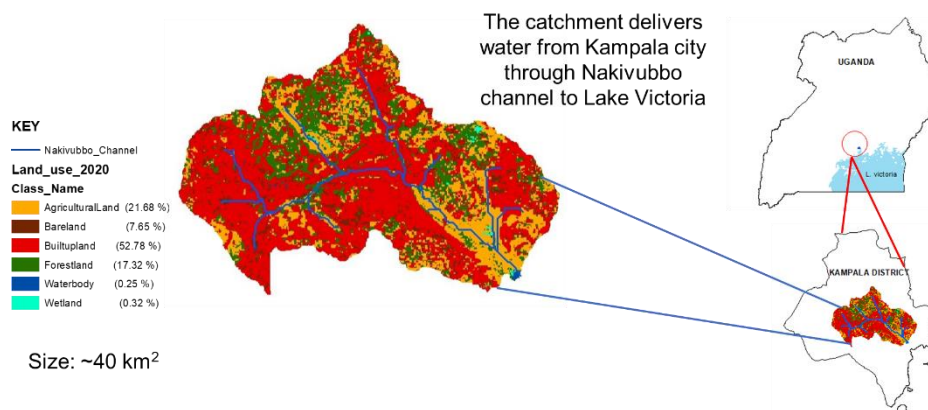 The catchment delivers
water from Kampala city
through Nakivubbo
channel to Lake Victoria
KEY
Nakivubbo_Channel
Land_use_2020
Class_Name
AgriculturalLand (21.68 %)
Bareland (7.65 %)
Builtupland (52.78 %)
Forestland (17.32 %)
Waterbody (0.25 %)
Wetland (0.32 %)
Size: ~40 km²
UGANDA
L. victoria
KAMPALA DISTRICT